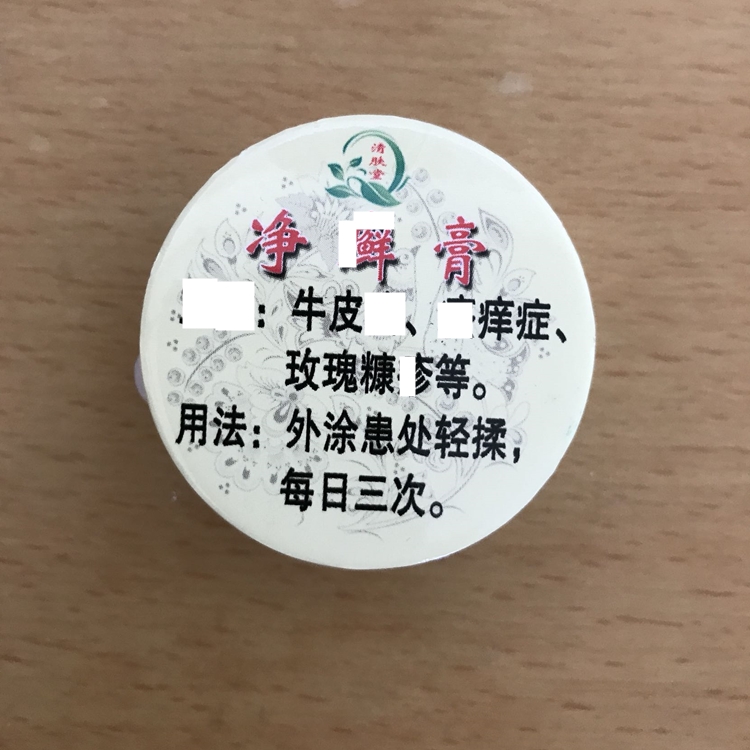 清肤堂
净 膏
：牛皮、痒症、
玫瑰糠疹等。
用法：外涂患处轻揉，
每日三次。